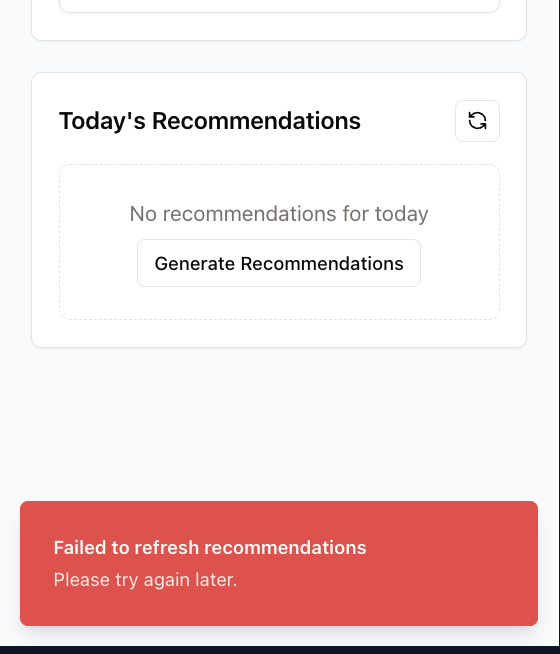 Today's Recommendations
No recommendations for today
Generate Recommendations
Failed to refresh recommendations
Please try again later.